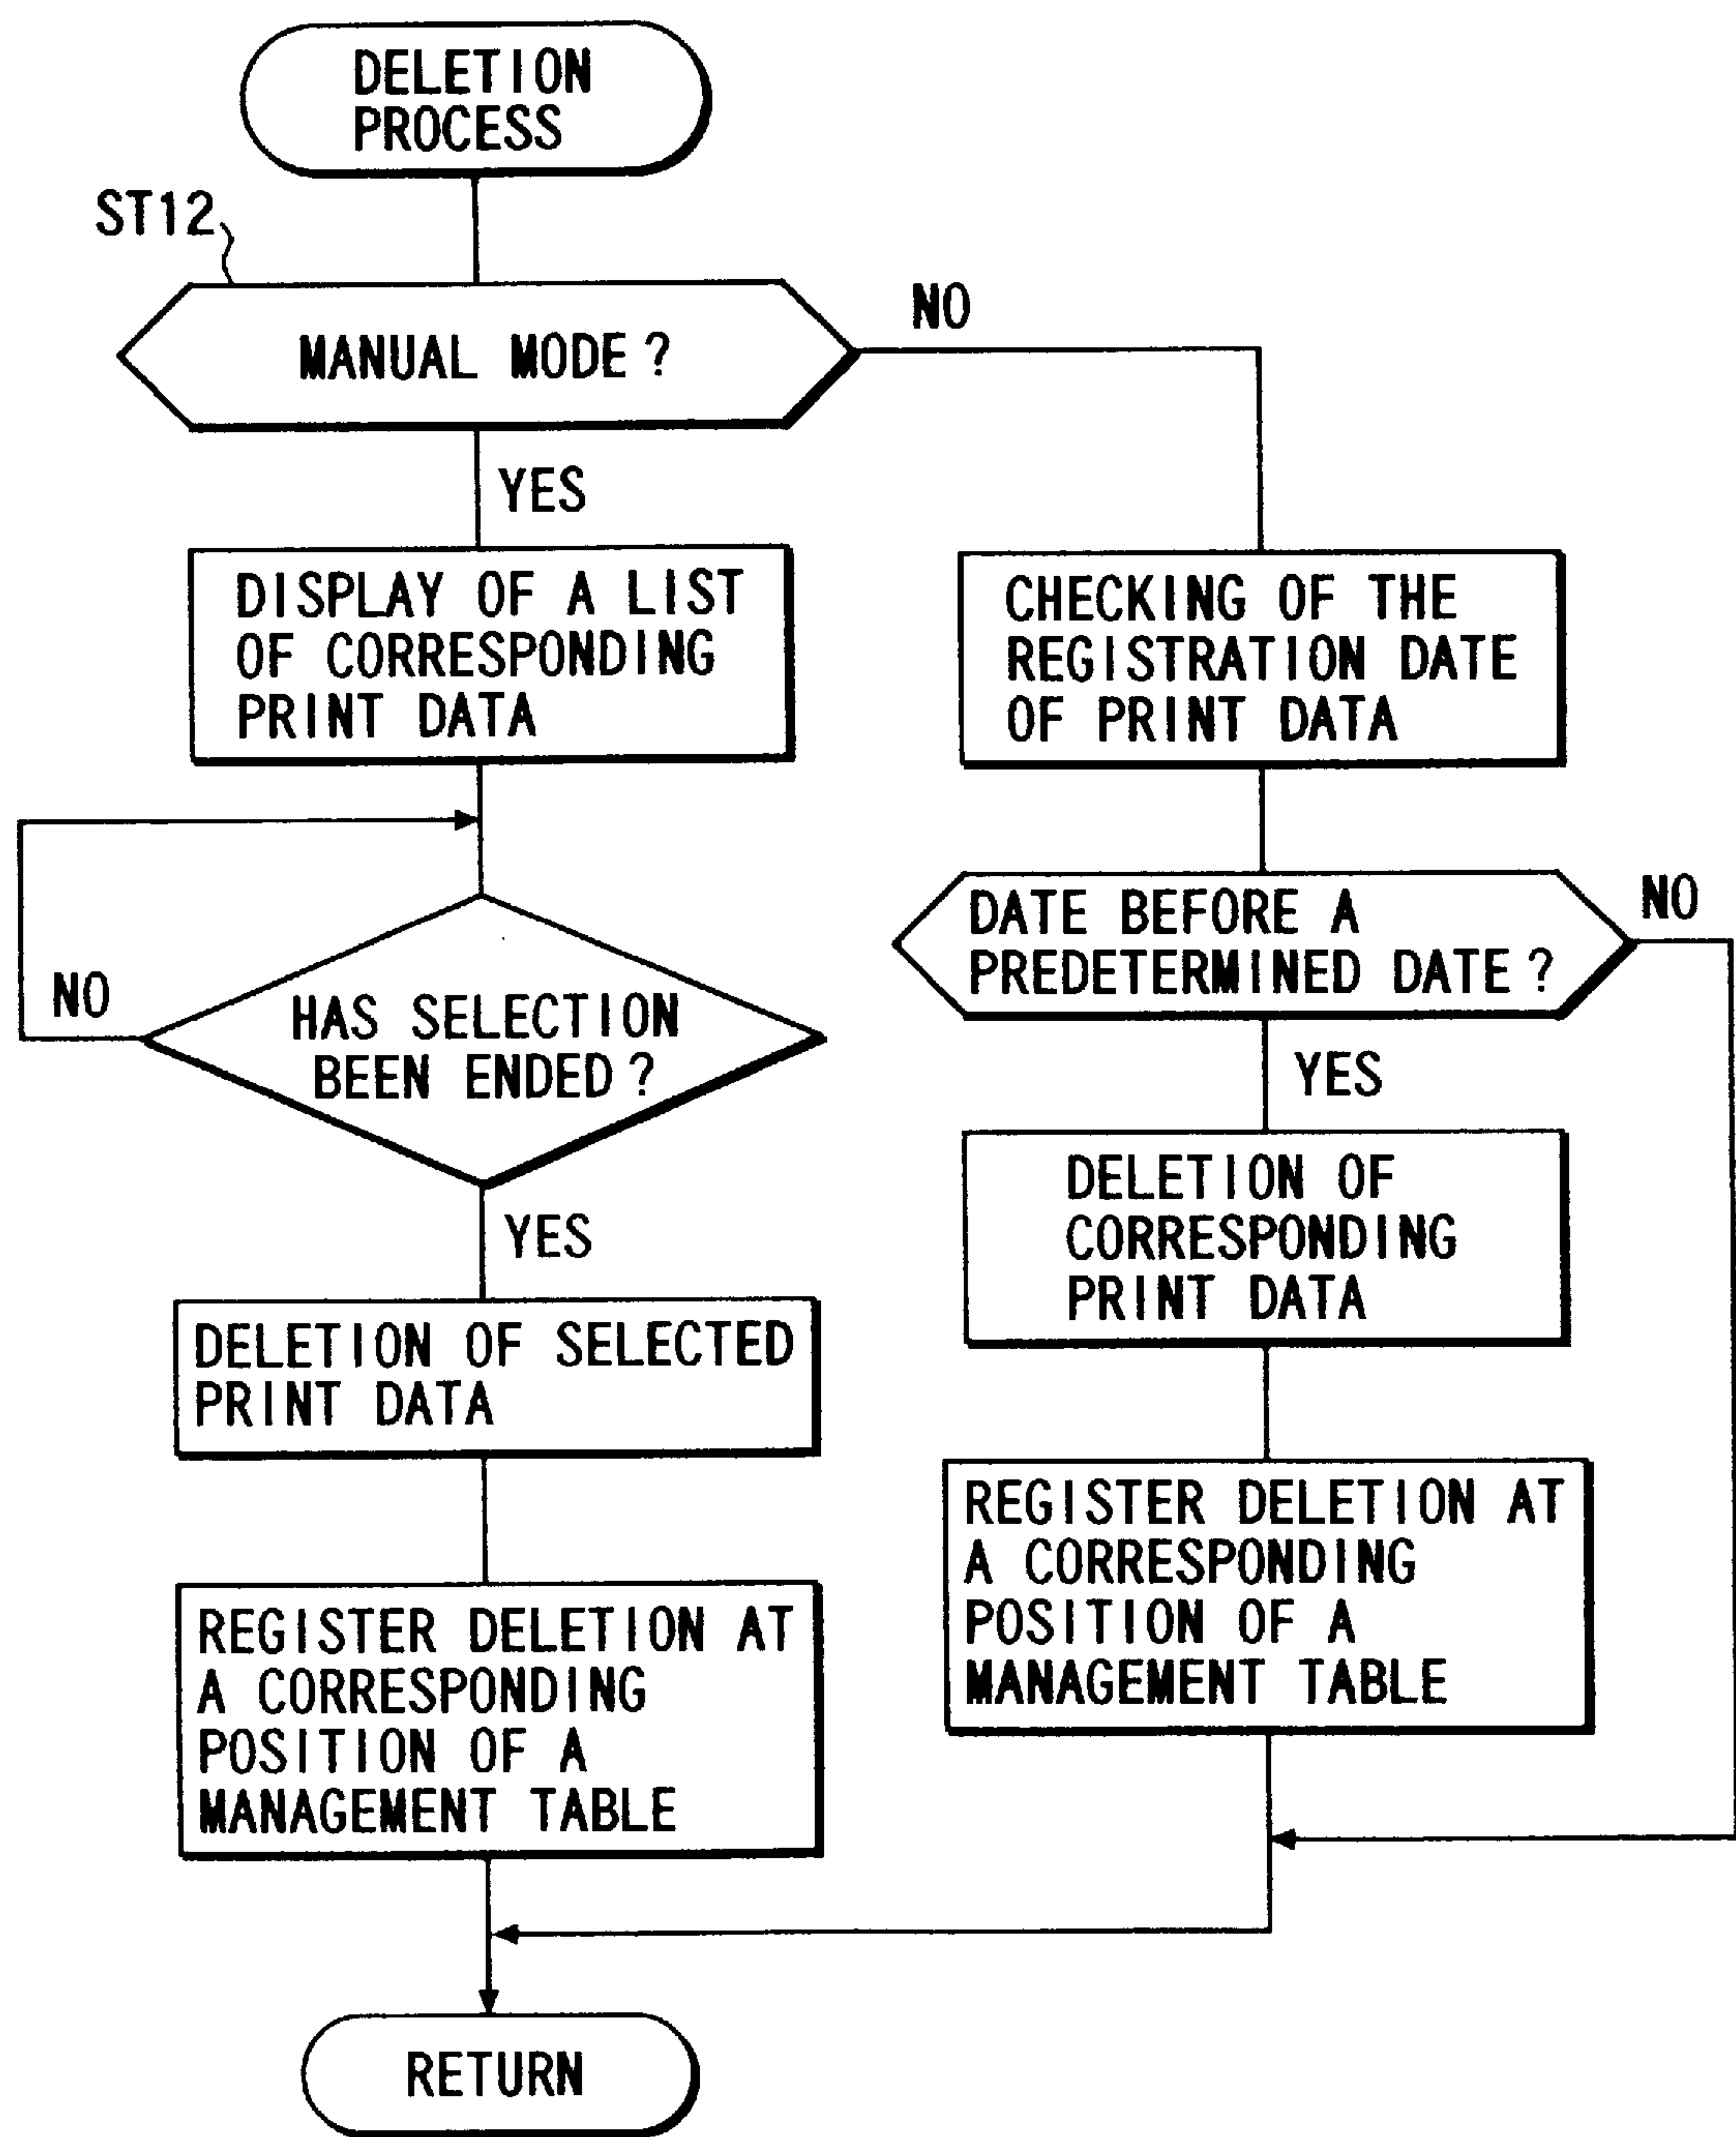 DELETION
PROCESS
ST12
MANUAL MODE?
NO
YES
DISPLAY OF A LIST
OF CORRESPONDING
PRINT DATA
HAS SELECTION
BEEN ENDED?
NO
YES
DELETION OF SELECTED
PRINT DATA
REGISTER DELETION AT
A CORRESPONDING
POSITION OF A
MANAGEMENT TABLE
CHECKING OF THE
REGISTRATION DATE
OF PRINT DATA
DATE BEFORE A
PREDETERMINED DATE?
NO
YES
DELETION OF
CORRESPONDING
PRINT DATA
REGISTER DELETION AT
A CORRESPONDING
POSITION OF A
MANAGEMENT TABLE
RETURN